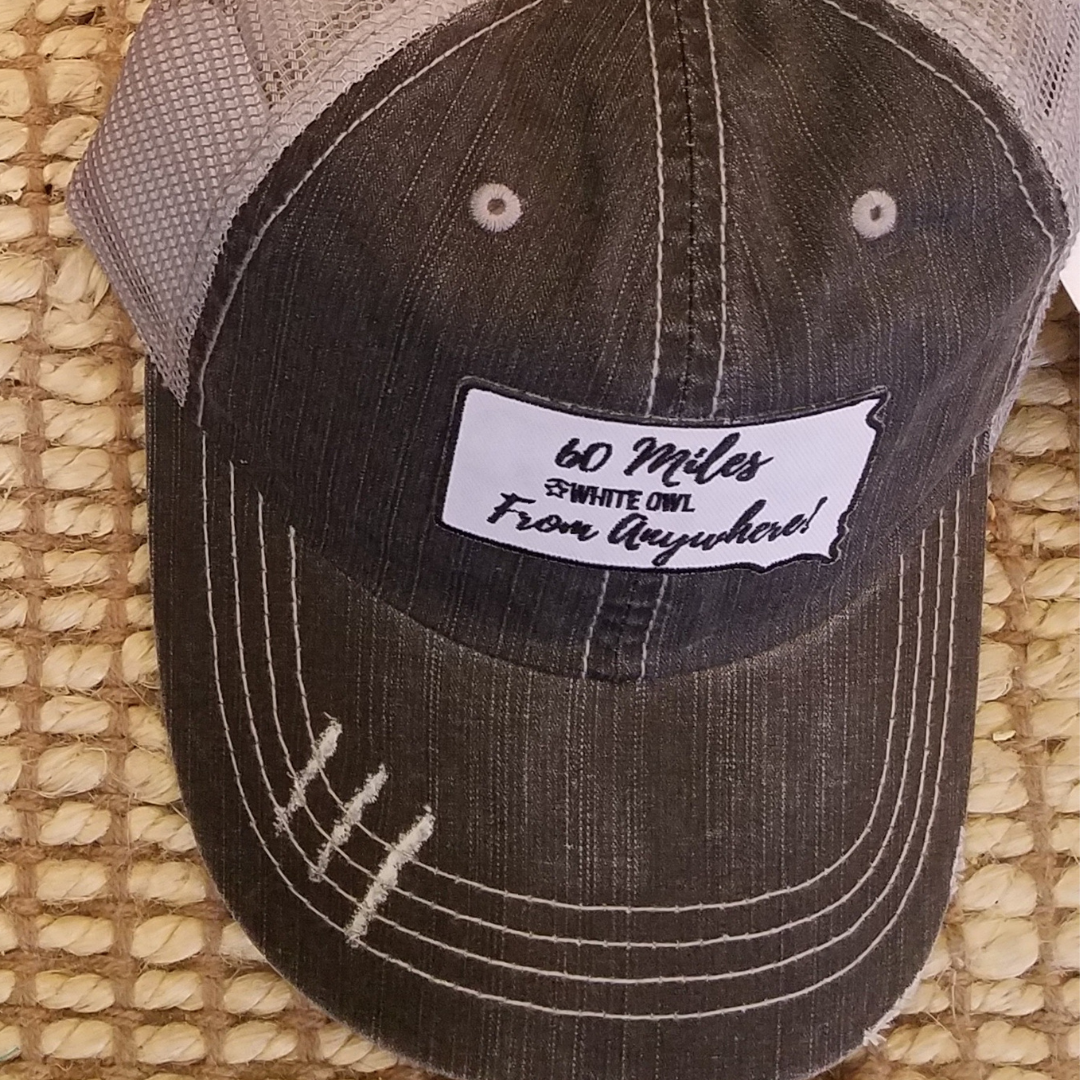 60 Miles
WHITE OWL
From Anywhere!